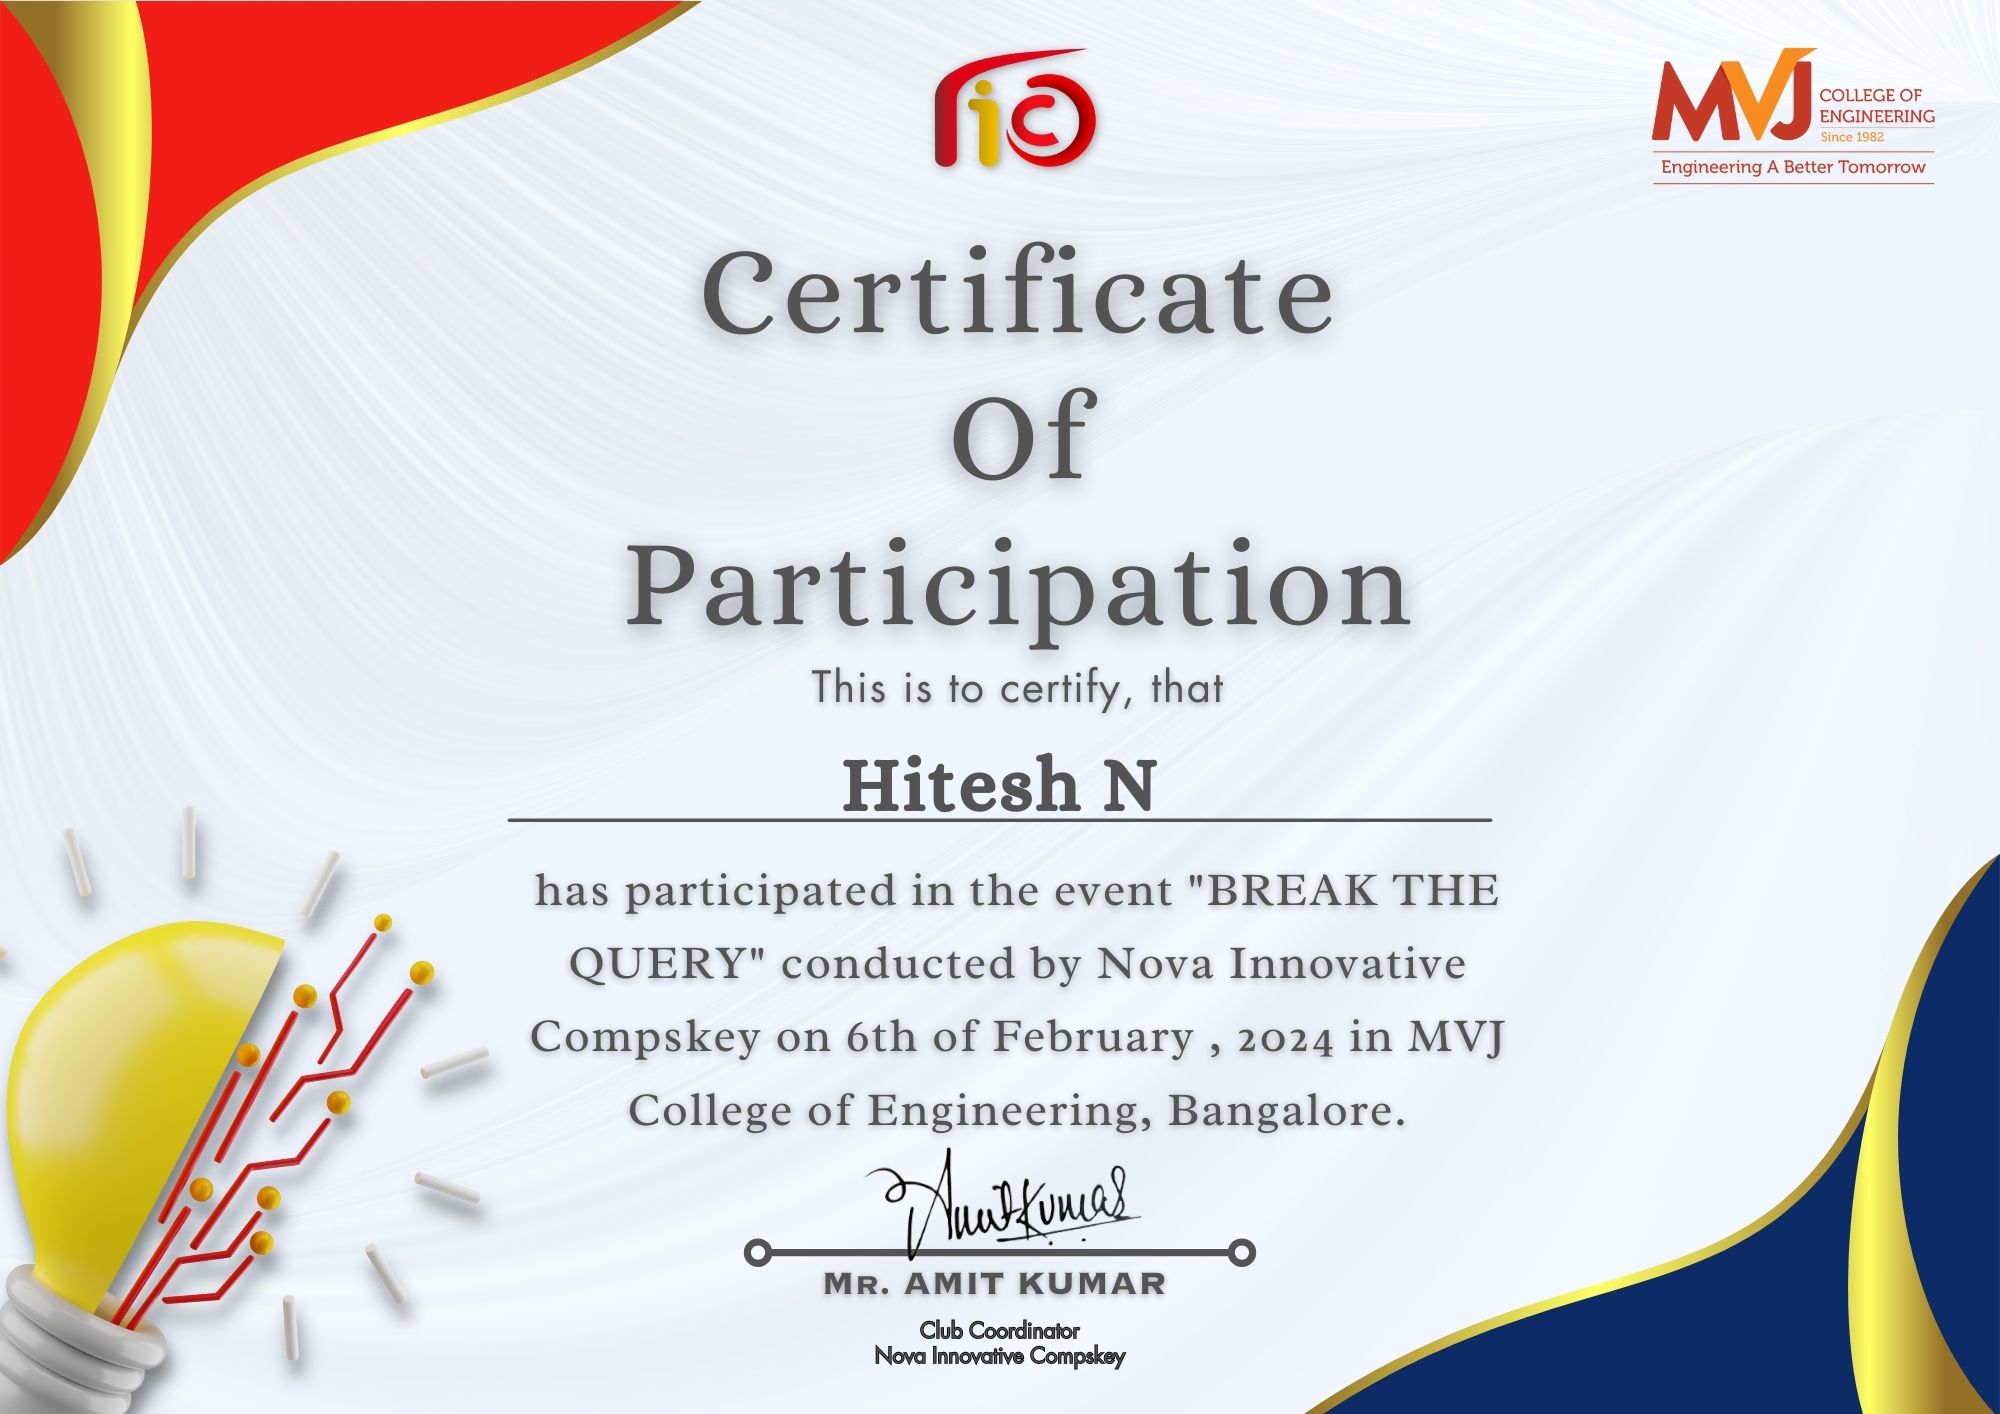 nic
MVJ
COLLEGE OF
ENGINEERING
Since 1982
Engineering A Better Tomorrow
Certificate
Of
Participation
This is to certify, that
Hitesh N
has participated in the event "BREAK THE
QUERY" conducted by Nova Innovative
Compskey on 6th of February , 2024 in MVJ
College of Engineering, Bangalore.
Amit Kumar
MR. AMIT KUMAR
Club Coordinator
Nova Innovative Compskey